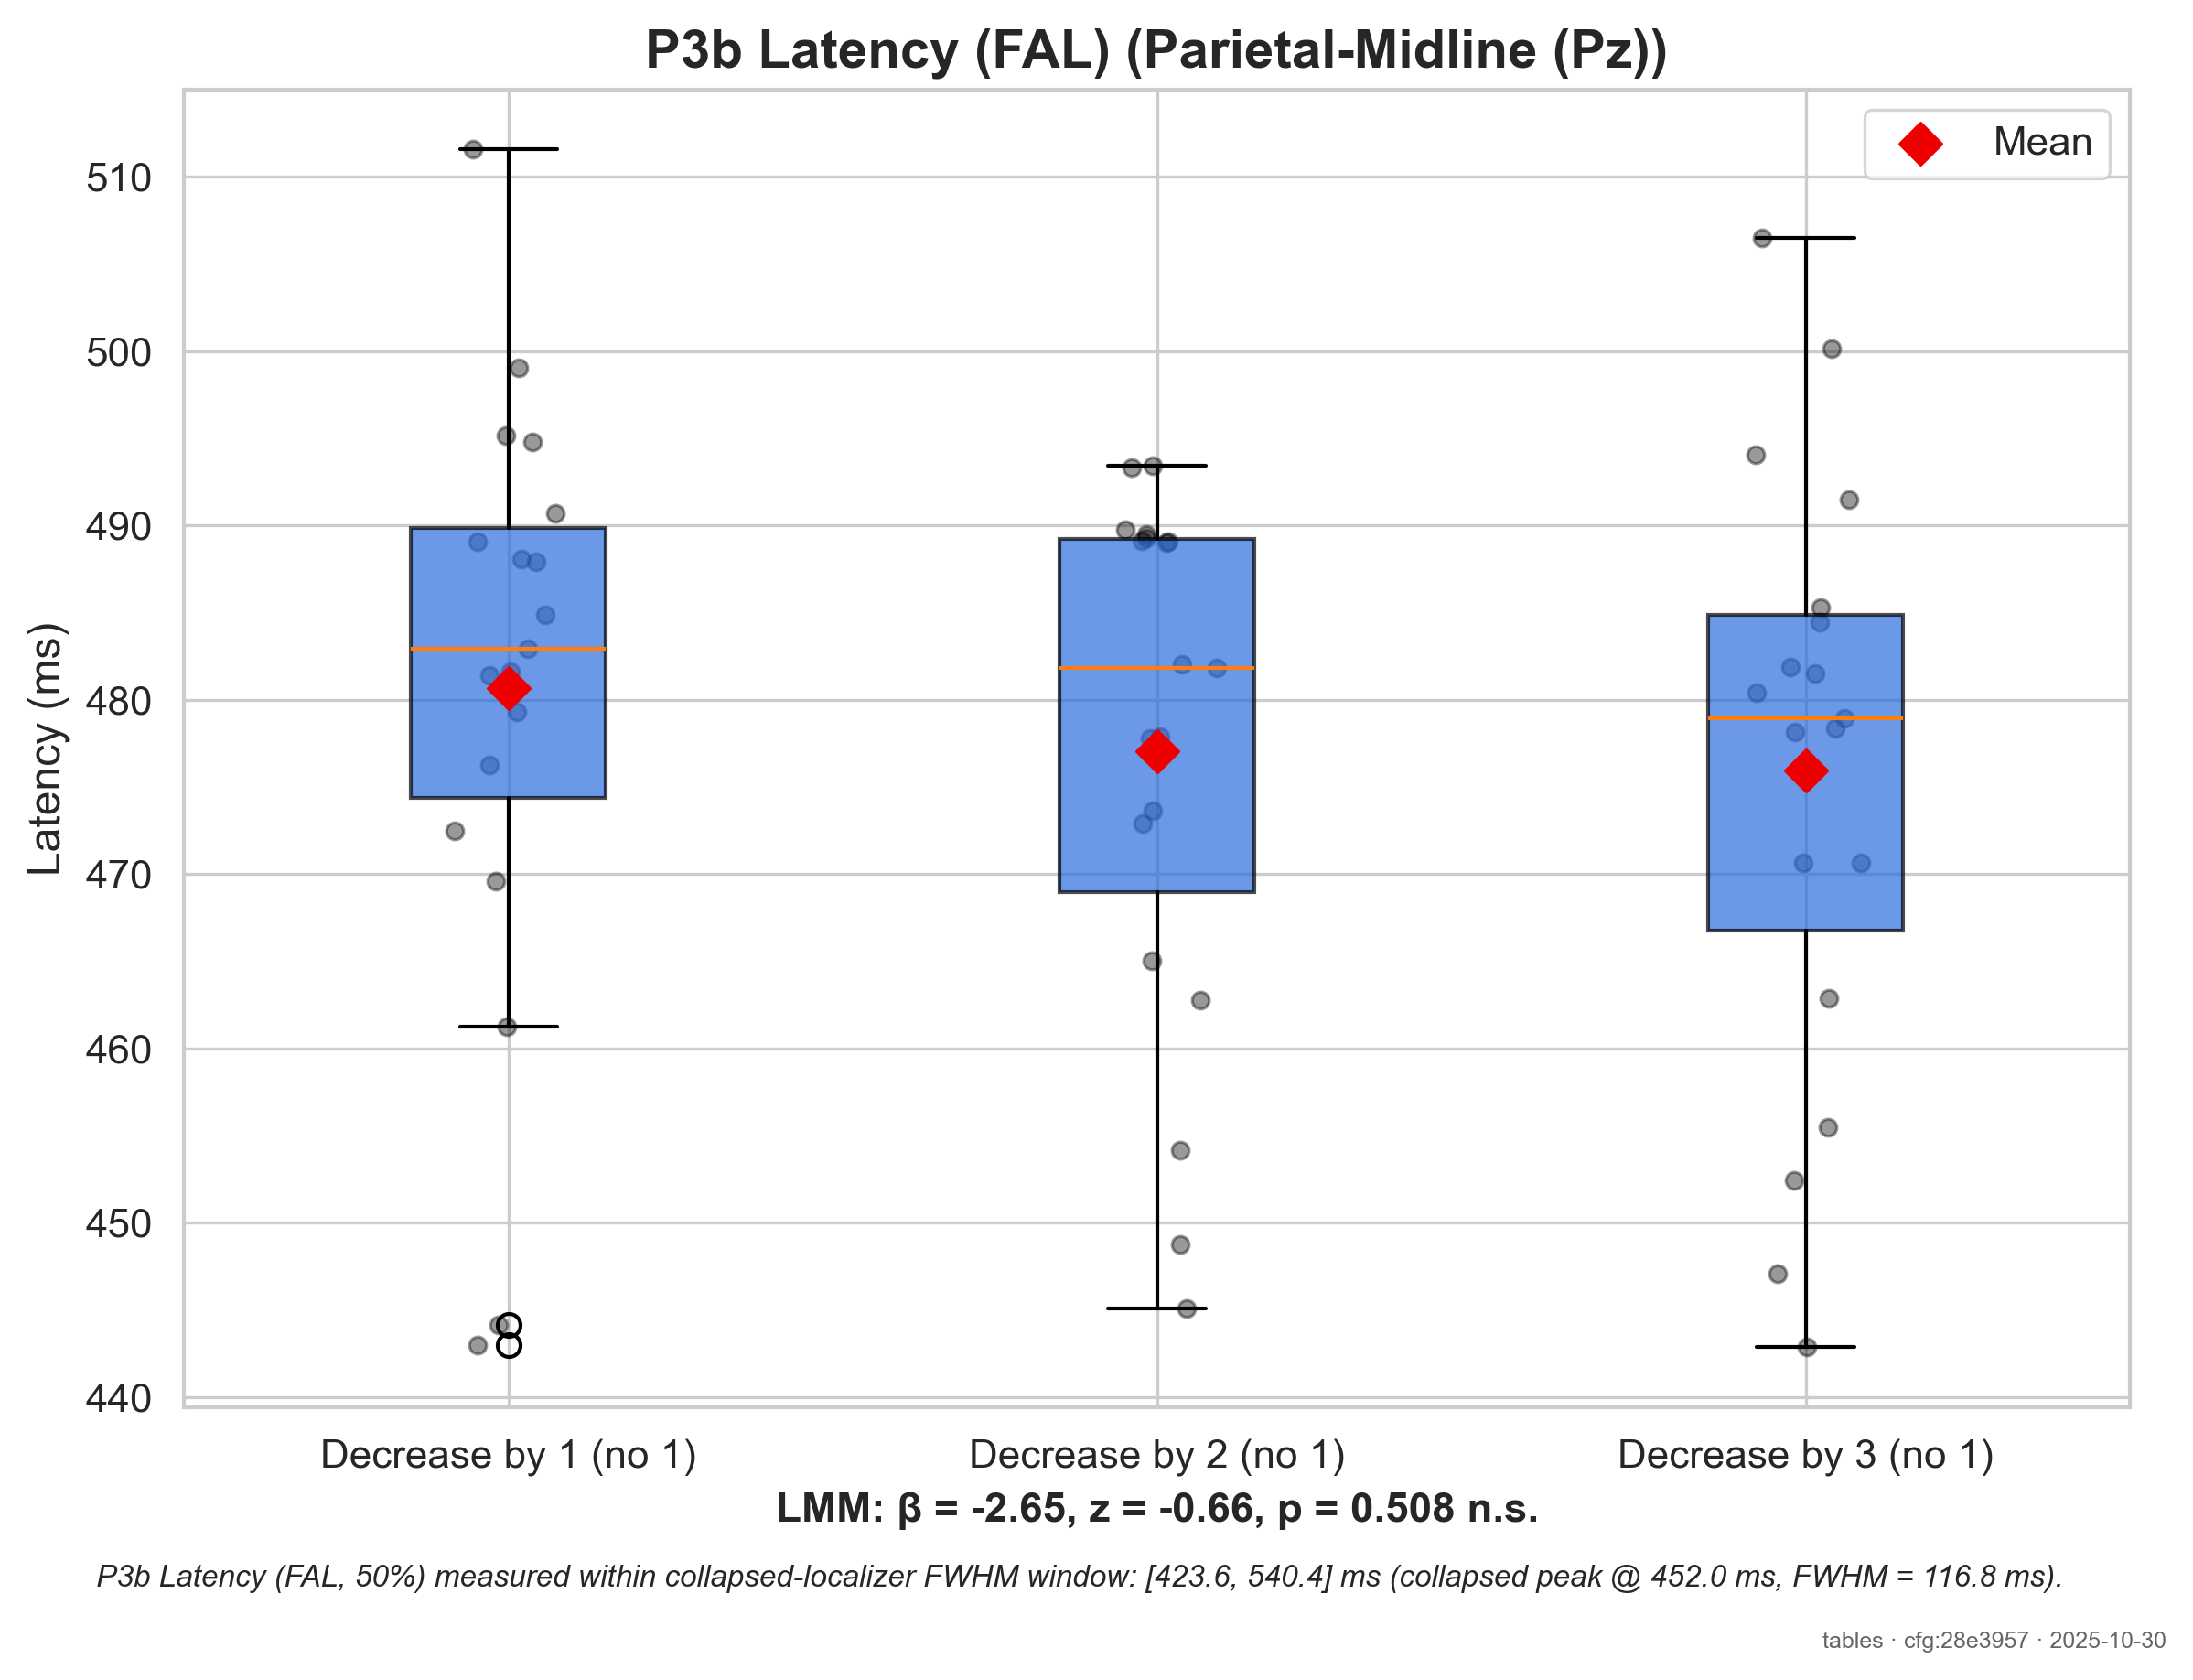 P3b Latency (FAL) (Parietal-Midline (Pz))
Mean
Latency (ms)
510
500
490
480
470
460
450
440
Decrease by 1 (no 1)
Decrease by 2 (no 1)
Decrease by 3 (no 1)
LMM: β = -2.65, z = -0.66, p = 0.508 n.s.
P3b Latency (FAL, 50%) measured within collapsed-localizer FWHM window: [423.6, 540.4] ms (collapsed peak @ 452.0 ms, FWHM = 116.8 ms).
tables · cfg:28e3957 · 2025-10-30